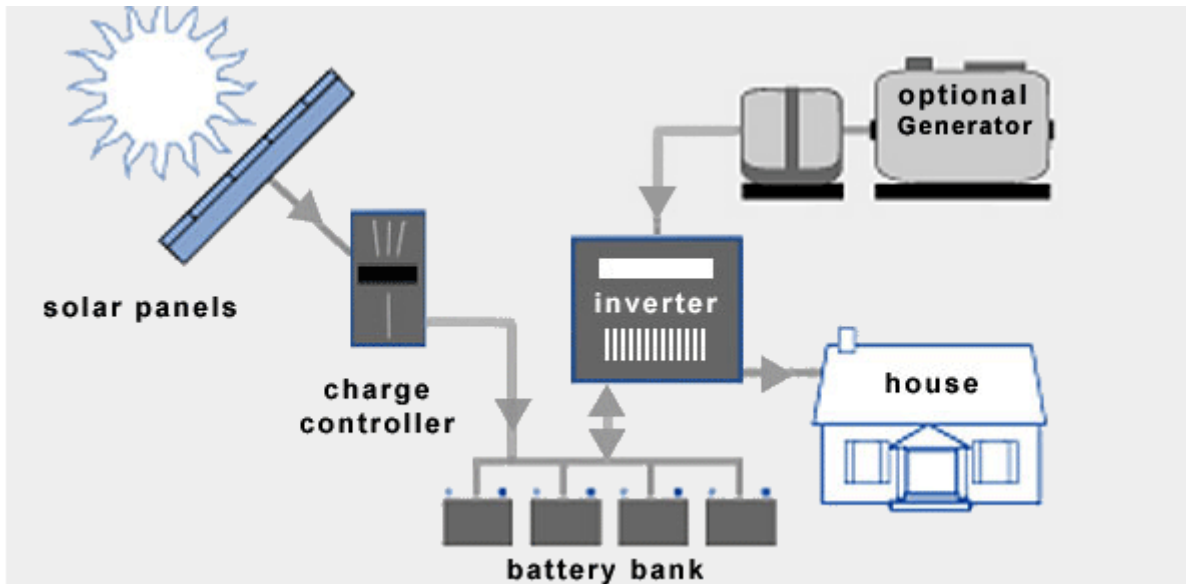 optional
Generator
inverter
solar panels
house
charge
controller
battery bank